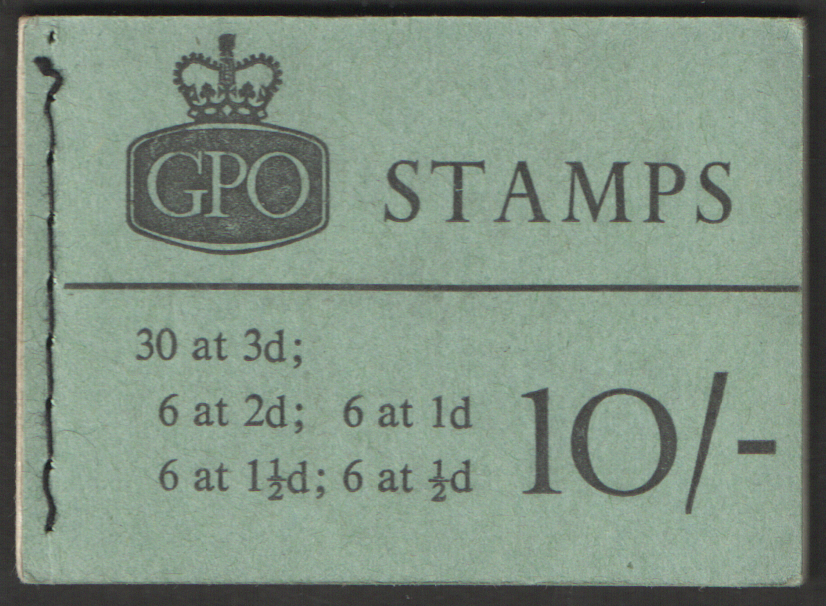 GPO STAMPS
30 at 3d;
6 at 2d; 6 at 1d
6 at 1½d; 6 at ½d
10/-